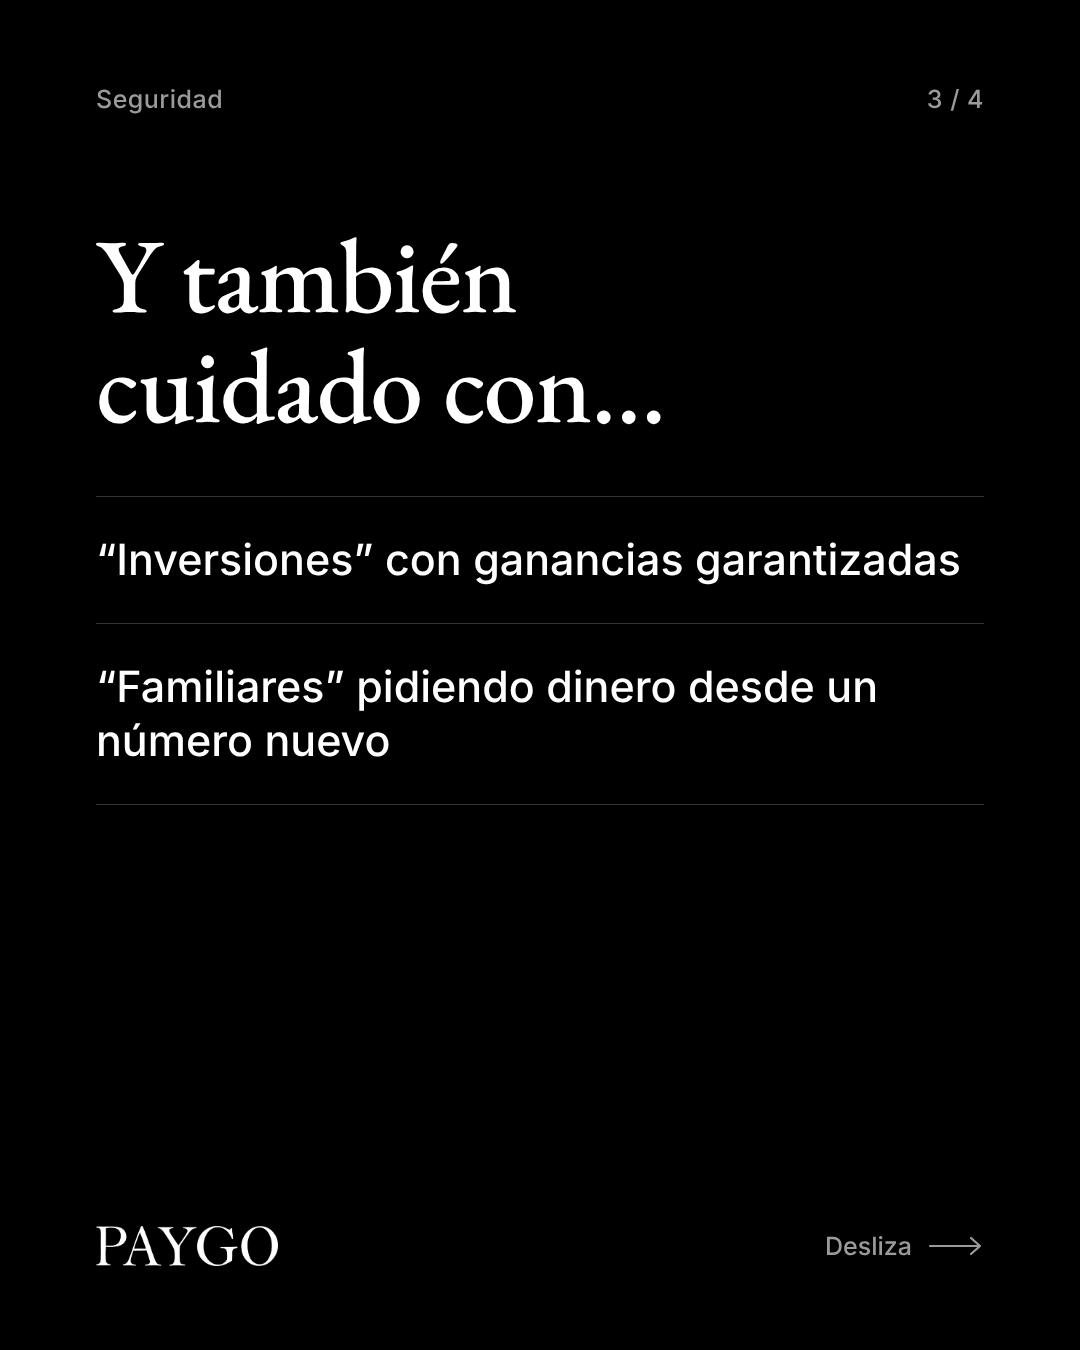 Seguridad
3 / 4
Y también
cuidado con...
“Inversiones” con ganancias garantizadas
“Familiares” pidiendo dinero desde un
número nuevo
PAYGO
Desliza